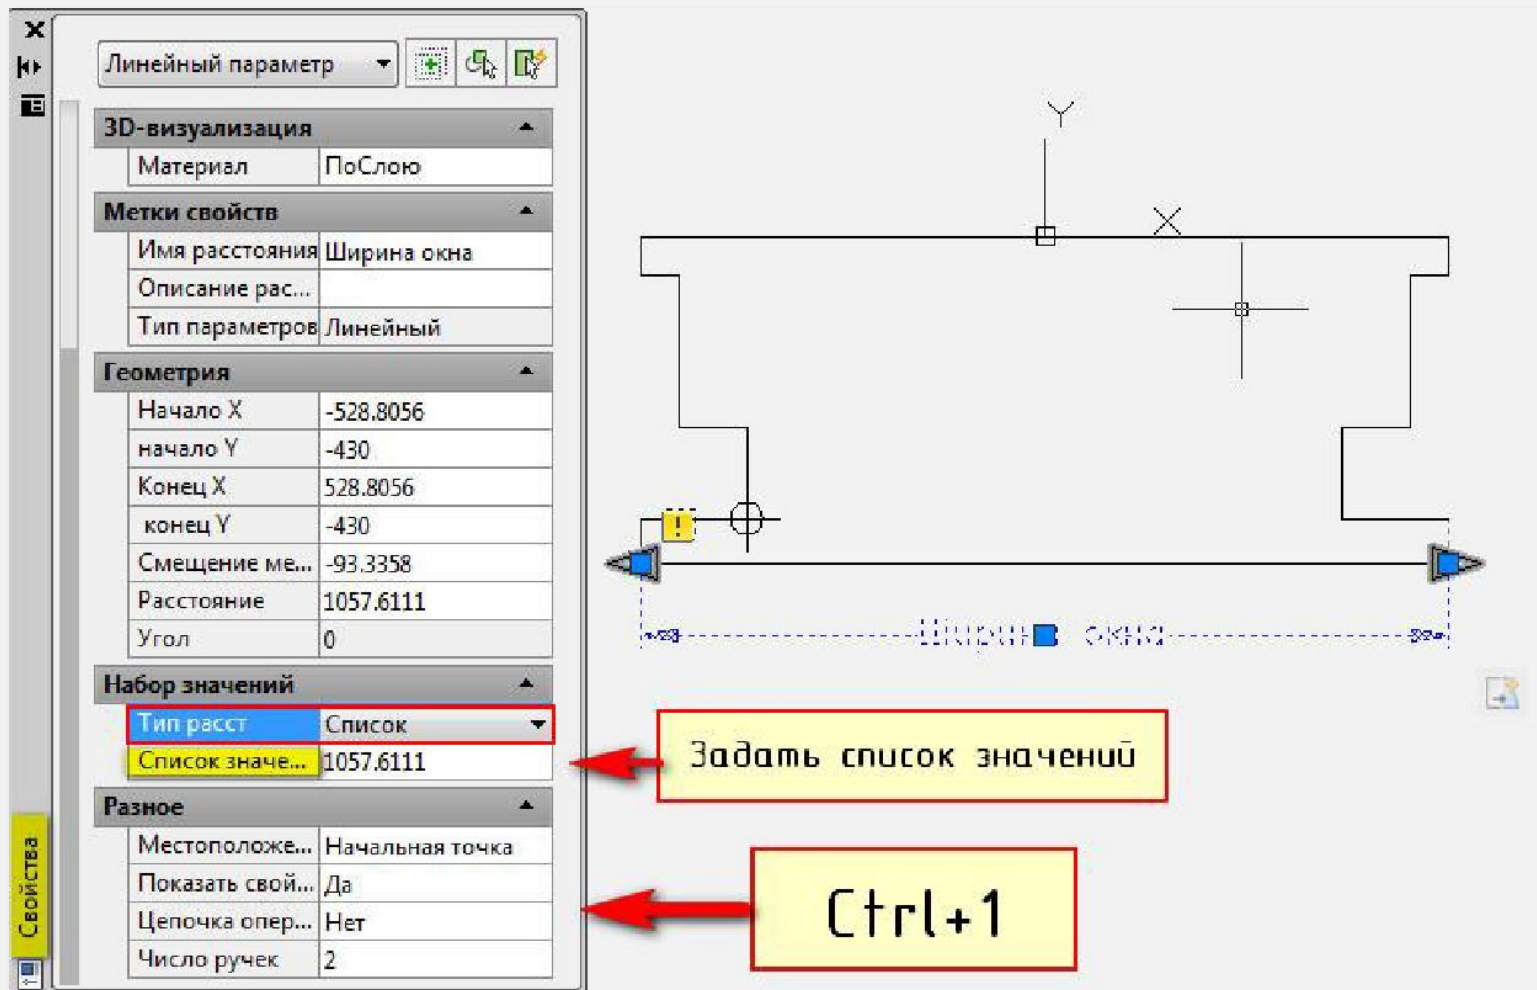 Линейный параметр
3D-визуализация
Материал ПоСлою
Метки свойств
Имя расстояния Ширина окна
Описание рас...
Тип параметров Линейный
Геометрия
Начало X -528.8056
начало Y -430
Конец X 528.8056
конец Y -430
Смещение ме... -93.3358
Расстояние 1057.6111
Угол 0
Набор значений
Тип расст Список
Список значе... 1057.6111
Разное
Местоположе... Начальная точка
Показать свой... Да
Цепочка опер... Нет
Число ручек 2
Свойства
Y
X
!
Ширина окна
Задать список значений
Ctrl+1